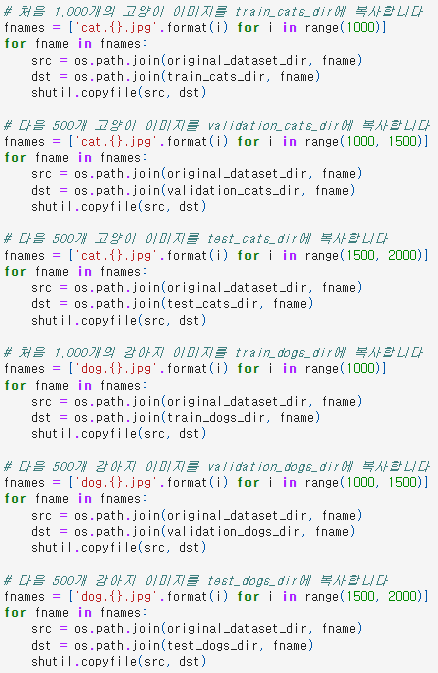 # 처음 1,000개의 고양이 이미지를 train_cats_dir에 복사합니다
fnames = ['cat.{}.jpg'.format(i) for i in range(1000)]
for fname in fnames:
    src = os.path.join(original_dataset_dir, fname)
    dst = os.path.join(train_cats_dir, fname)
    shutil.copyfile(src, dst)

# 다음 500개 고양이 이미지를 validation_cats_dir에 복사합니다
fnames = ['cat.{}.jpg'.format(i) for i in range(1000, 1500)]
for fname in fnames:
    src = os.path.join(original_dataset_dir, fname)
    dst = os.path.join(validation_cats_dir, fname)
    shutil.copyfile(src, dst)

# 다음 500개 고양이 이미지를 test_cats_dir에 복사합니다
fnames = ['cat.{}.jpg'.format(i) for i in range(1500, 2000)]
for fname in fnames:
    src = os.path.join(original_dataset_dir, fname)
    dst = os.path.join(test_cats_dir, fname)
    shutil.copyfile(src, dst)

# 처음 1,000개의 강아지 이미지를 train_dogs_dir에 복사합니다
fnames = ['dog.{}.jpg'.format(i) for i in range(1000)]
for fname in fnames:
    src = os.path.join(original_dataset_dir, fname)
    dst = os.path.join(train_dogs_dir, fname)
    shutil.copyfile(src, dst)

# 다음 500개 강아지 이미지를 validation_dogs_dir에 복사합니다
fnames = ['dog.{}.jpg'.format(i) for i in range(1000, 1500)]
for fname in fnames:
    src = os.path.join(original_dataset_dir, fname)
    dst = os.path.join(validation_dogs_dir, fname)
    shutil.copyfile(src, dst)

# 다음 500개 강아지 이미지를 test_dogs_dir에 복사합니다
fnames = ['dog.{}.jpg'.format(i) for i in range(1500, 2000)]
for fname in fnames:
    src = os.path.join(original_dataset_dir, fname)
    dst = os.path.join(test_dogs_dir, fname)
    shutil.copyfile(src, dst)